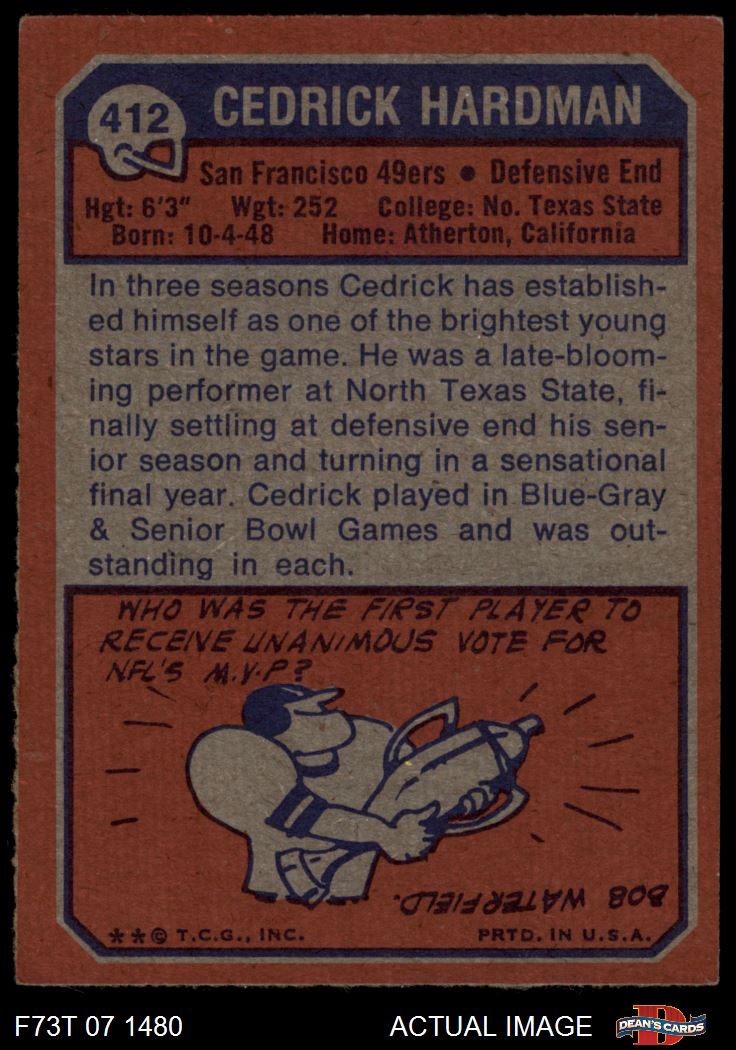 412 CEDRICK HARDMAN
San Francisco 49ers • Defensive End
Hgt: 6'3" Wgt: 252 College: No. Texas State
Born: 10-4-48 Home: Atherton, California
In three seasons Cedrick has establish-
ed himself as one of the brightest young
stars in the game. He was a late-bloom-
ing performer at North Texas State, fi-
nally settling at defensive end his sen-
ior season and turning in a sensational
final year. Cedrick played in Blue-Gray
& Senior Bowl Games and was out-
standing in each.
WHO WAS THE FIRST PLAYER TO
RECEIVE UNANIMOUS VOTE FOR
NFL'S M.V.P?
BOB WATERFIELD.
**© T.C.G., INC. PRTD. IN U.S.A.
F73T 07 1480 ACTUAL IMAGE D DEAN'S CARDS